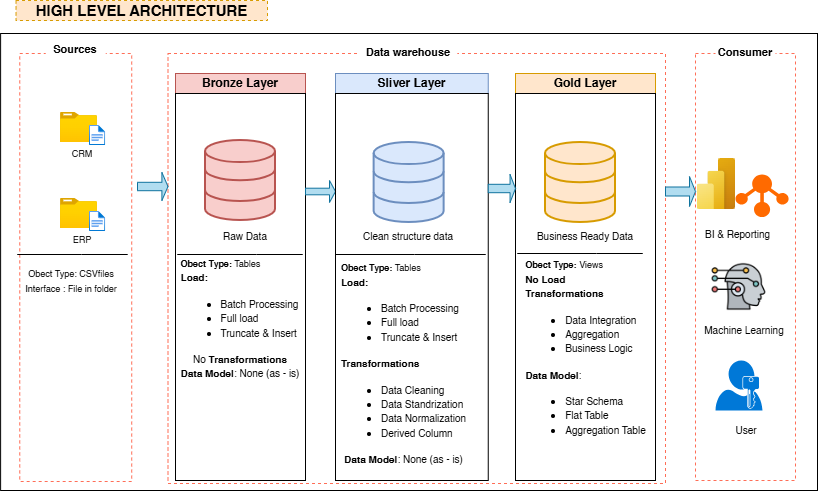 HIGH LEVEL ARCHITECTURE
Sources
Data warehouse
Consumer
Bronze Layer
Sliver Layer
Gold Layer
CRM
ERP
Obect Type: CSVfiles
Interface : File in folder
Raw Data
Obect Type: Tables
Load:
Batch Processing
Full load
Truncate & Insert
No Transformations
Data Model: None (as - is)
Clean structure data
Obect Type: Tables
Load:
Batch Processing
Full load
Truncate & Insert
Transformations
Data Cleaning
Data Standrization
Data Normalization
Derived Column
Data Model: None (as - is)
Business Ready Data
Obect Type: Views
No Load
Transformations
Data Integration
Aggregation
Business Logic
Data Model:
Star Schema
Flat Table
Aggregation Table
BI & Reporting
Machine Learning
User